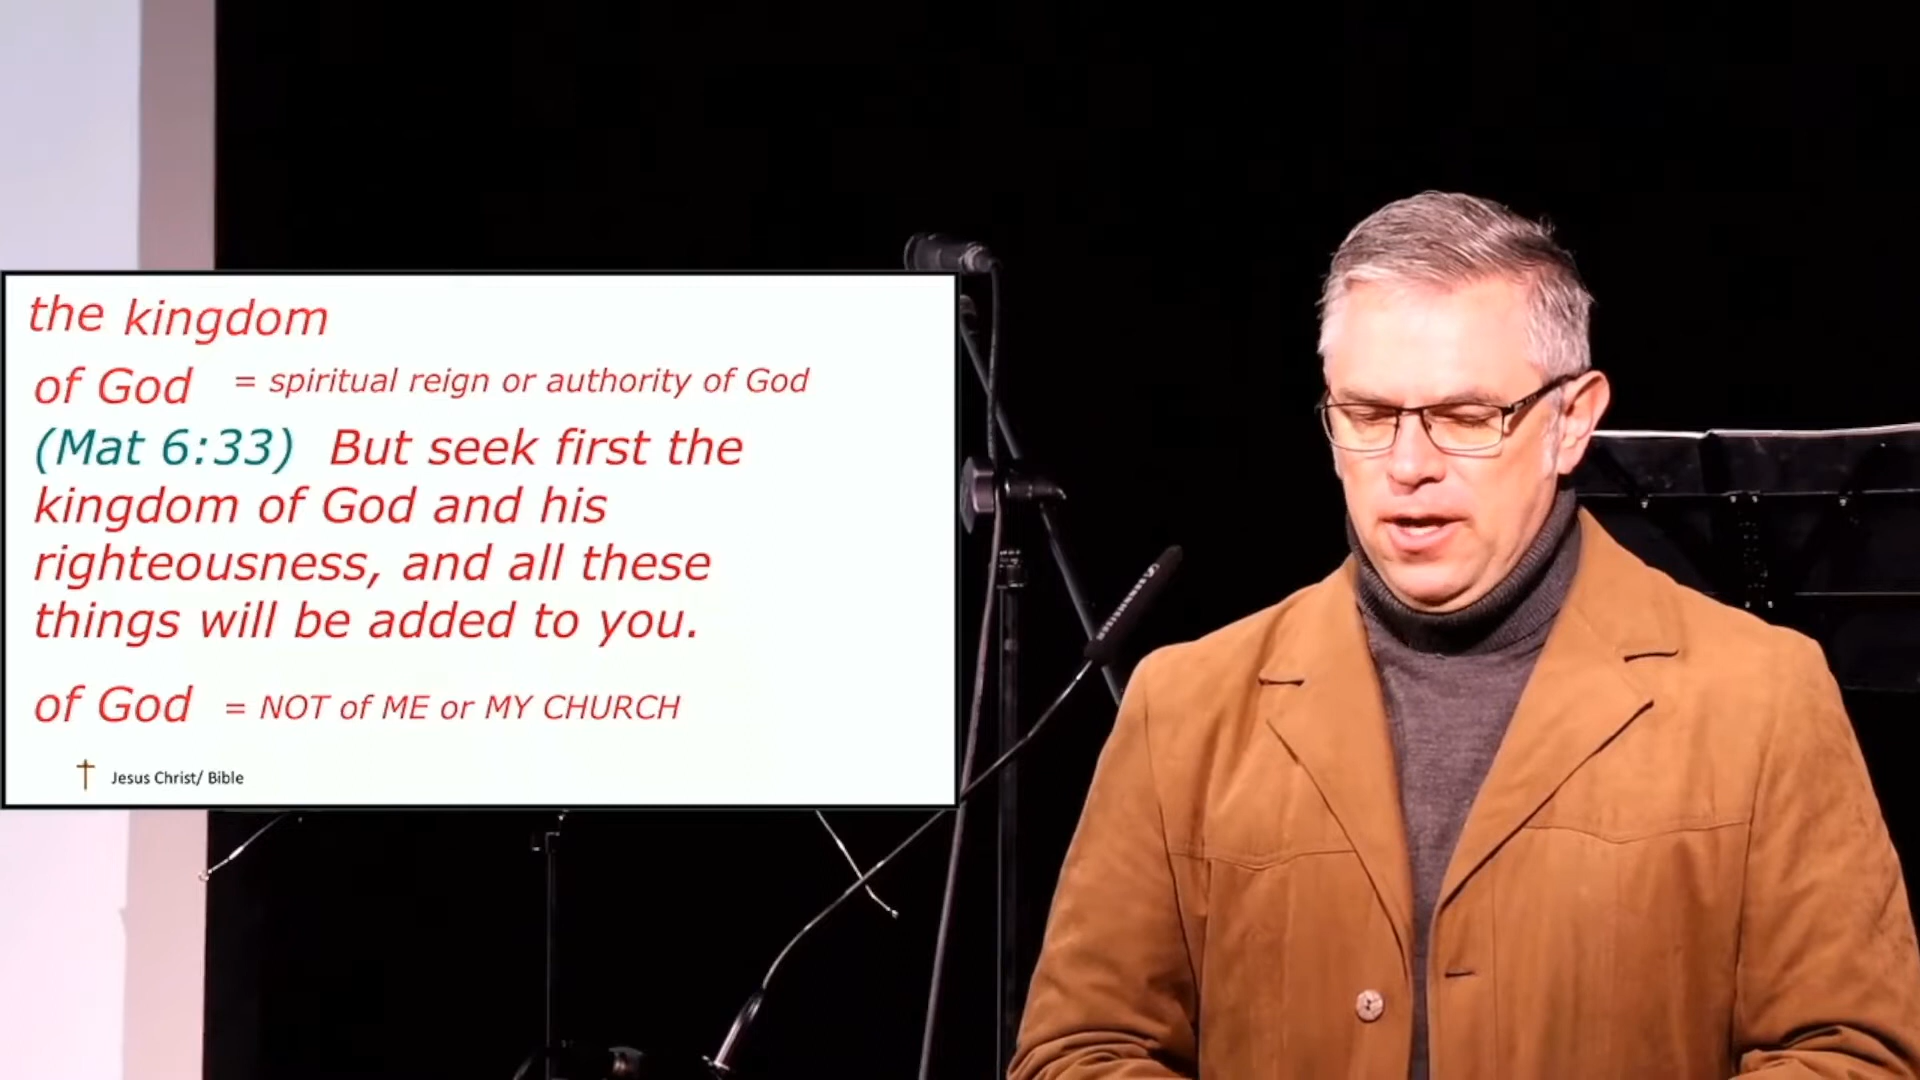 the kingdom
of God = spiritual reign or authority of God
(Mat 6:33) But seek first the
kingdom of God and his
righteousness, and all these
things will be added to you.
of God = NOT of ME or MY CHURCH
Jesus Christ/ Bible
SENNHEISER